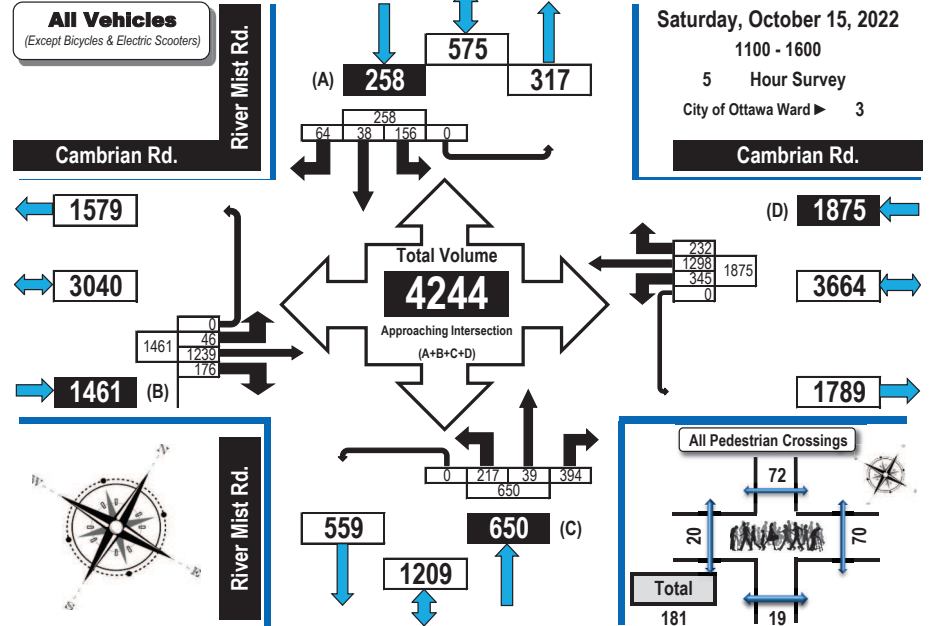 All Vehicles
(Except Bicycles & Electric Scooters)
River Mist Rd.
Cambrian Rd.
575
(A) 258
317
258
64 38 156 0
Saturday, October 15, 2022
1100 - 1600
5 Hour Survey
City of Ottawa Ward ► 3
Cambrian Rd.
1579
3040
0
46
1461
1239
176
1461 (B)
Total Volume
4244
Approaching Intersection
(A+B+C+D)
(D) 1875
232
1298
1875
345
0
3664
1789
N
W
E
S
River Mist Rd.
0 217 39 394
650
559
650 (C)
1209
All Pedestrian Crossings
72
20
70
Total
181
19